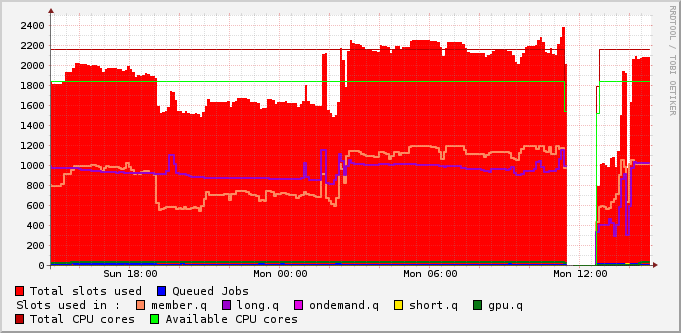 2400
2200
2000
1800
1600
1400
1200
1000
800
600
400
200
0
Sun 18:00 Mon 00:00 Mon 06:00 Mon 12:00
RRDTOOL / TOBI OETIKER
Total slots used Queued Jobs
Slots used in : member.q long.q ondemand.q short.q gpu.q
Total CPU cores Available CPU cores